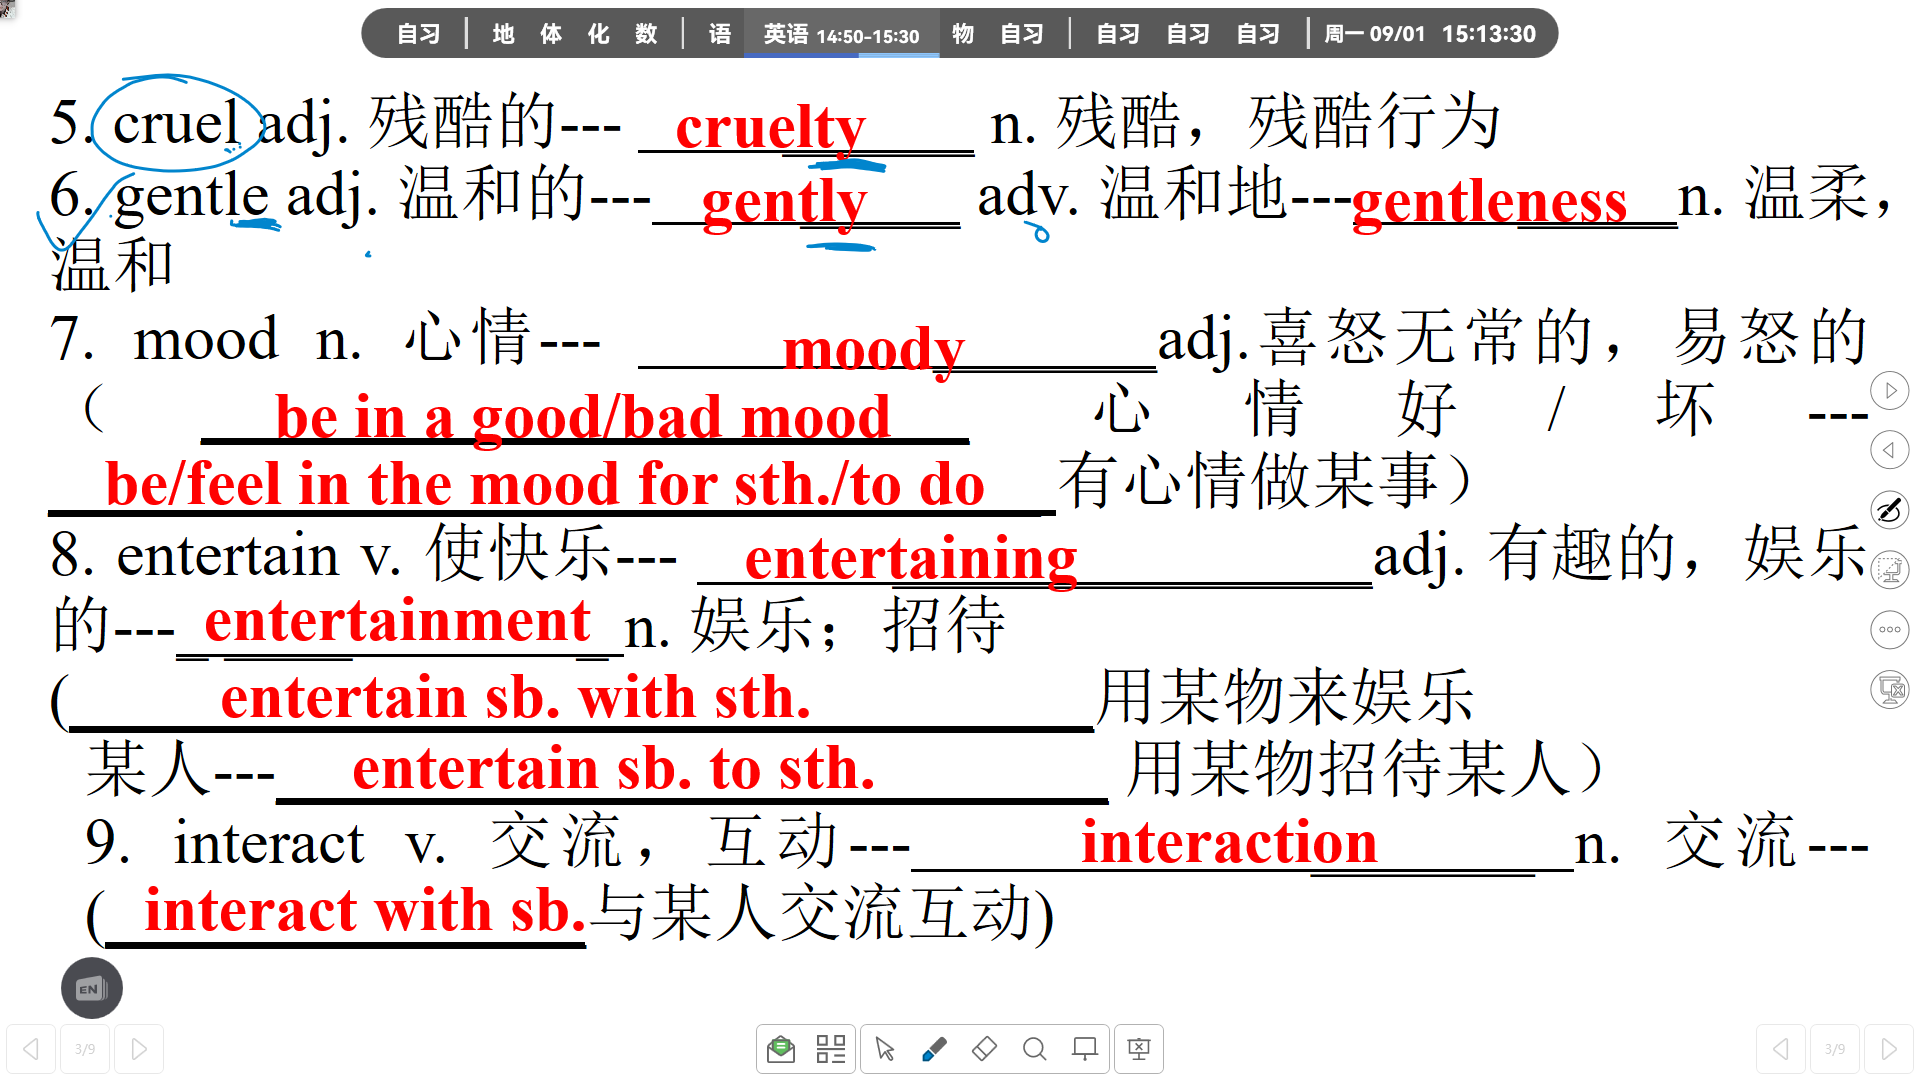 自习 | 地 体 化 数 | 语 英语 14:50-15:30 物 自习 | 自习 自习 自习 | 周一 09/01 15:13:30
5. cruel adj. 残酷的--- cruelty n. 残酷，残酷行为
6. gentle adj. 温和的--- gently adv. 温和地---gentleness n. 温柔，
温和
7. mood n. 心情--- moody adj.喜怒无常的，易怒的
（ be in a good/bad mood 心情好/坏---
be/feel in the mood for sth./to do 有心情做某事）
8. entertain v. 使快乐--- entertaining adj. 有趣的，娱乐
的--- entertainment n. 娱乐；招待
( entertain sb. with sth. 用某物来娱乐
某人--- entertain sb. to sth. 用某物招待某人）
9. interact v. 交流，互动--- interaction n. 交流---
( interact with sb. 与某人交流互动)
EN
3/9 3/9